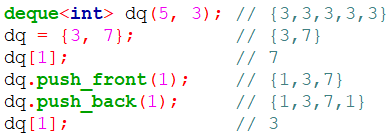 deque<int> dq(5, 3); // {3,3,3,3,3}
dq = {3, 7}; // {3,7}
dq[1]; // 7
dq.push_front(1); // {1,3,7}
dq.push_back(1); // {1,3,7,1}
dq[1]; // 3